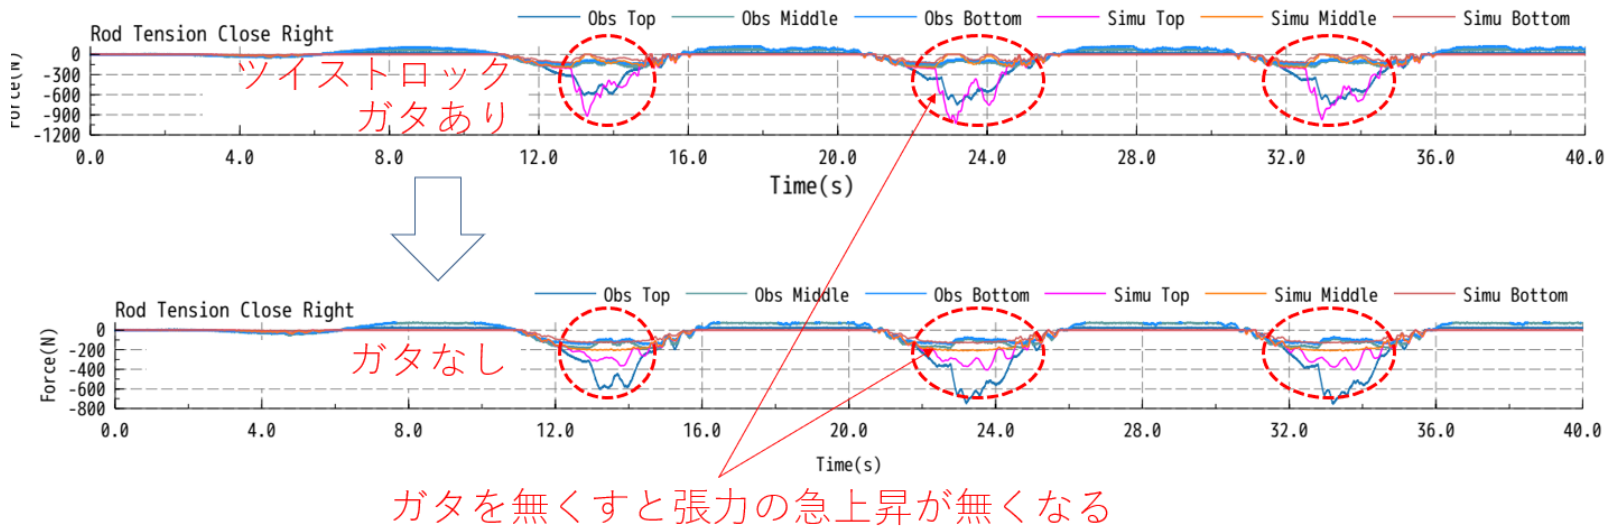 Obs Top Obs Middle Obs Bottom Simu Top Simu Middle Simu Bottom
Rod Tension Close Right
Force(N)
0
-300
-600
-900
-1200
ツイストロック
ガタあり
0.0 4.0 8.0 12.0 16.0 20.0 24.0 28.0 32.0 36.0 40.0
Time(s)
Obs Top Obs Middle Obs Bottom Simu Top Simu Middle Simu Bottom
Rod Tension Close Right
Force(N)
0
-200
-400
-600
-800
ガタなし
0.0 4.0 8.0 12.0 16.0 20.0 24.0 28.0 32.0 36.0 40.0
Time(s)
ガタを無くすと張力の急上昇が無くなる